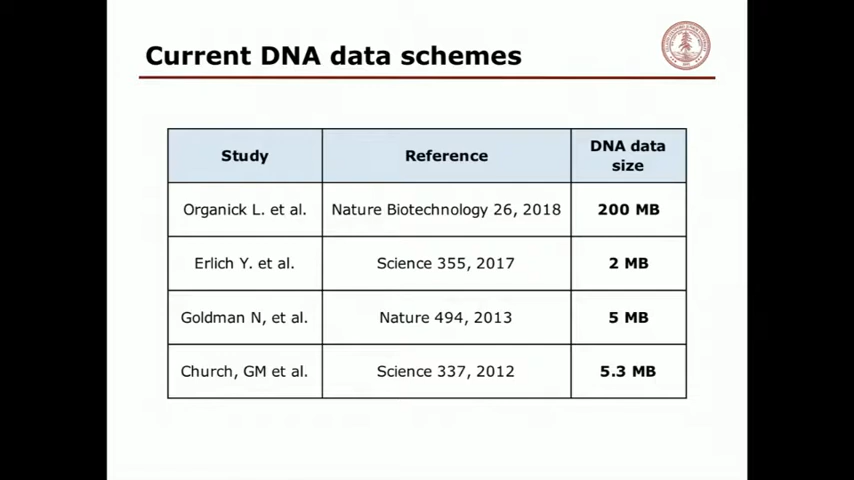 Current DNA data schemes
Study Reference DNA data
size
Organick L. et al. Nature Biotechnology 26, 2018 200 MB
Erlich Y. et al. Science 355, 2017 2 MB
Goldman N, et al. Nature 494, 2013 5 MB
Church, GM et al. Science 337, 2012 5.3 MB